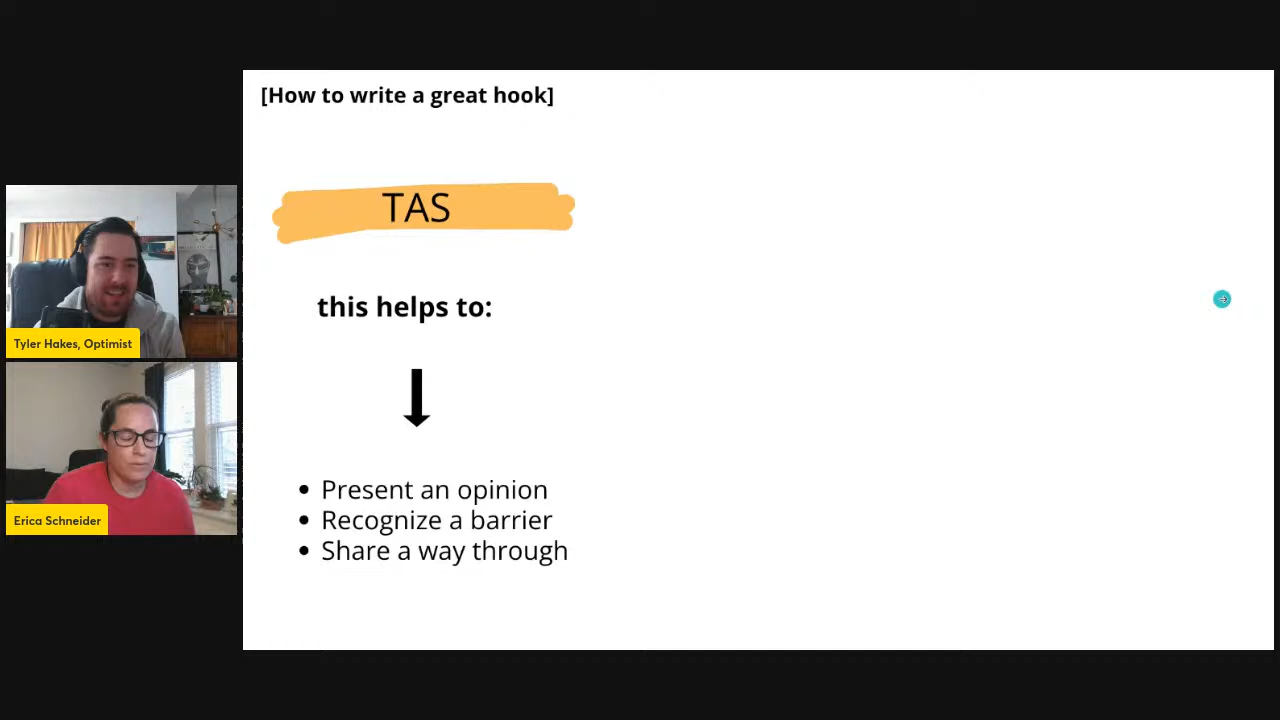 [How to write a great hook]
TAS
this helps to:
Present an opinion
Recognize a barrier
Share a way through
Tyler Hakes, Optimist
Erica Schneider